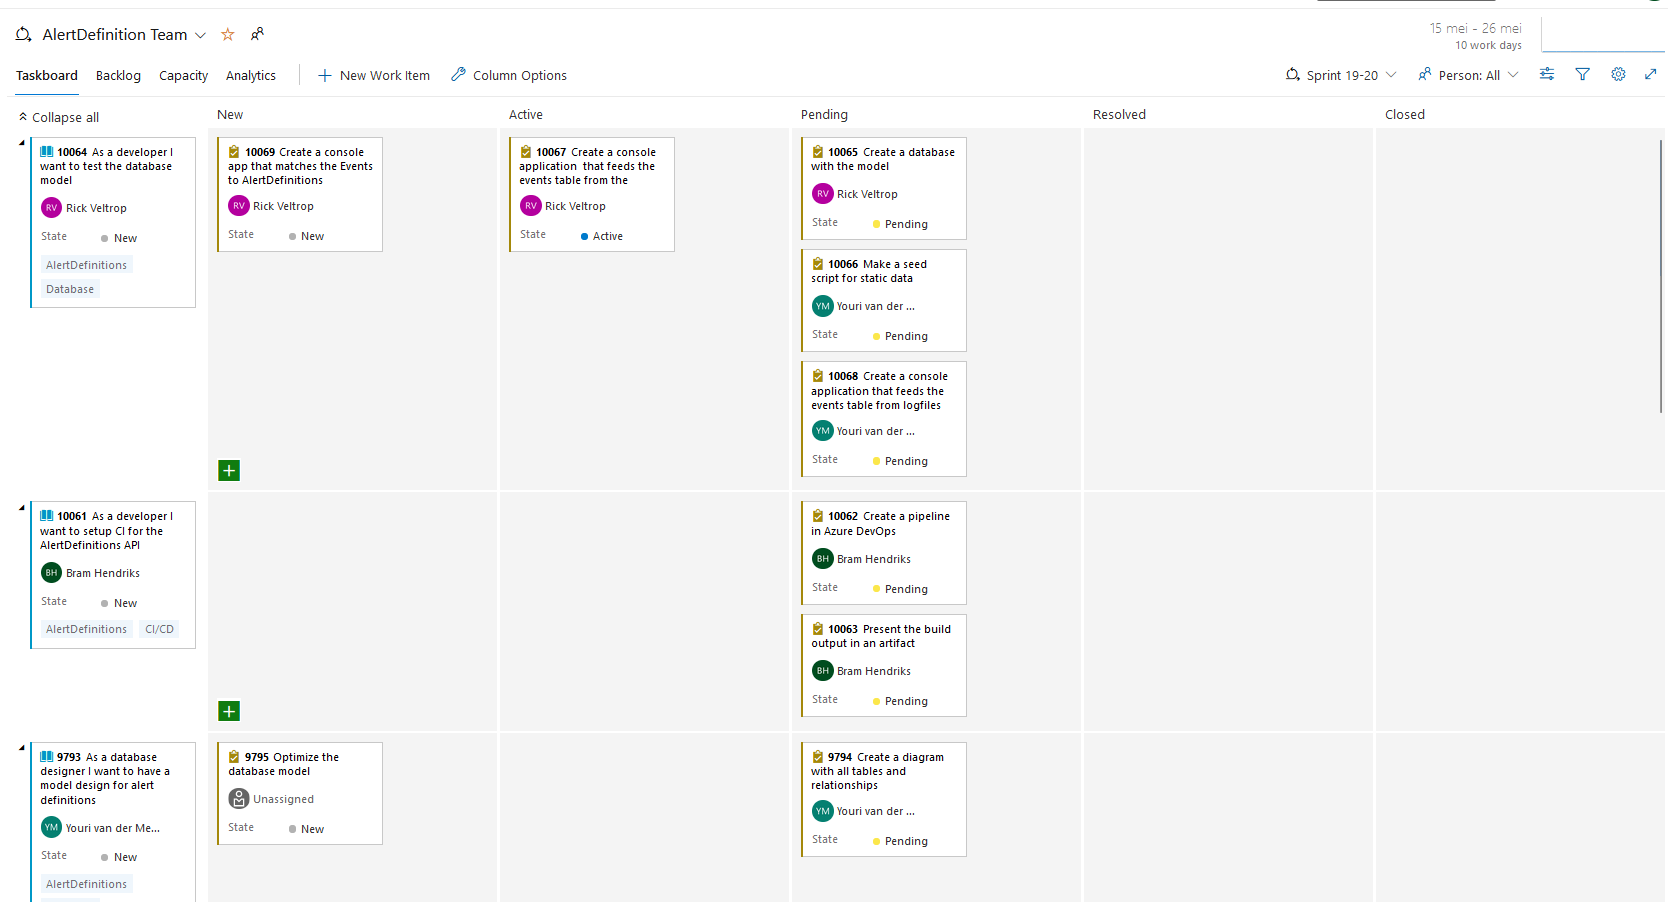 AlertDefinition Team
15 mei - 26 mei
10 work days
Taskboard Backlog Capacity Analytics New Work Item Column Options
Sprint 19-20 Person: All
Collapse all
New Active Pending Resolved Closed
10064 As a developer I
want to test the database
model
RV Rick Veltrop
State New
AlertDefinitions
Database
10069 Create a console
app that matches the Events
to AlertDefinitions
RV Rick Veltrop
State New
10067 Create a console
application that feeds the
events table from the
RV Rick Veltrop
State Active
10065 Create a database
with the model
RV Rick Veltrop
State Pending
10066 Make a seed
script for static data
YM Youri van der ...
State Pending
10068 Create a console
application that feeds the
events table from logfiles
YM Youri van der ...
State Pending
10061 As a developer I
want to setup CI for the
AlertDefinitions API
BH Bram Hendriks
State New
AlertDefinitions CI/CD
10062 Create a pipeline
in Azure DevOps
BH Bram Hendriks
State Pending
10063 Present the build
output in an artifact
BH Bram Hendriks
State Pending
9793 As a database
designer I want to have a
model design for alert
definitions
YM Youri van der Me...
State New
AlertDefinitions
9795 Optimize the
database model
Unassigned
State New
9794 Create a diagram
with all tables and
relationships
YM Youri van der ...
State Pending